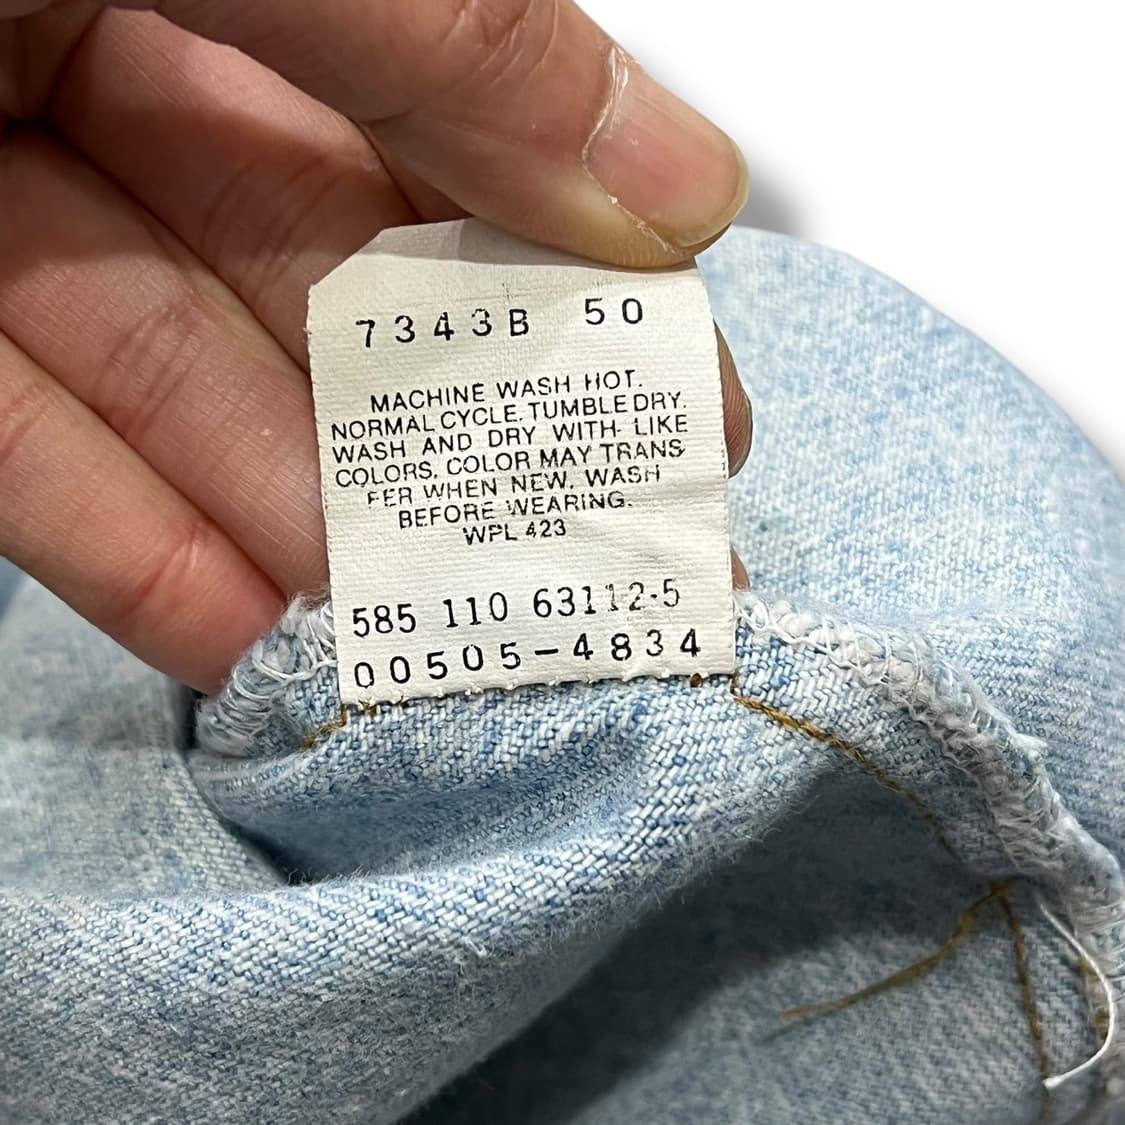 7343B 50
MACHINE WASH HOT.
NORMAL CYCLE. TUMBLE DRY.
WASH AND DRY WITH LIKE
COLORS. COLOR MAY TRANS
FER WHEN NEW. WASH
BEFORE WEARING.
WPL 423
585 110 63112-5
00505-4834